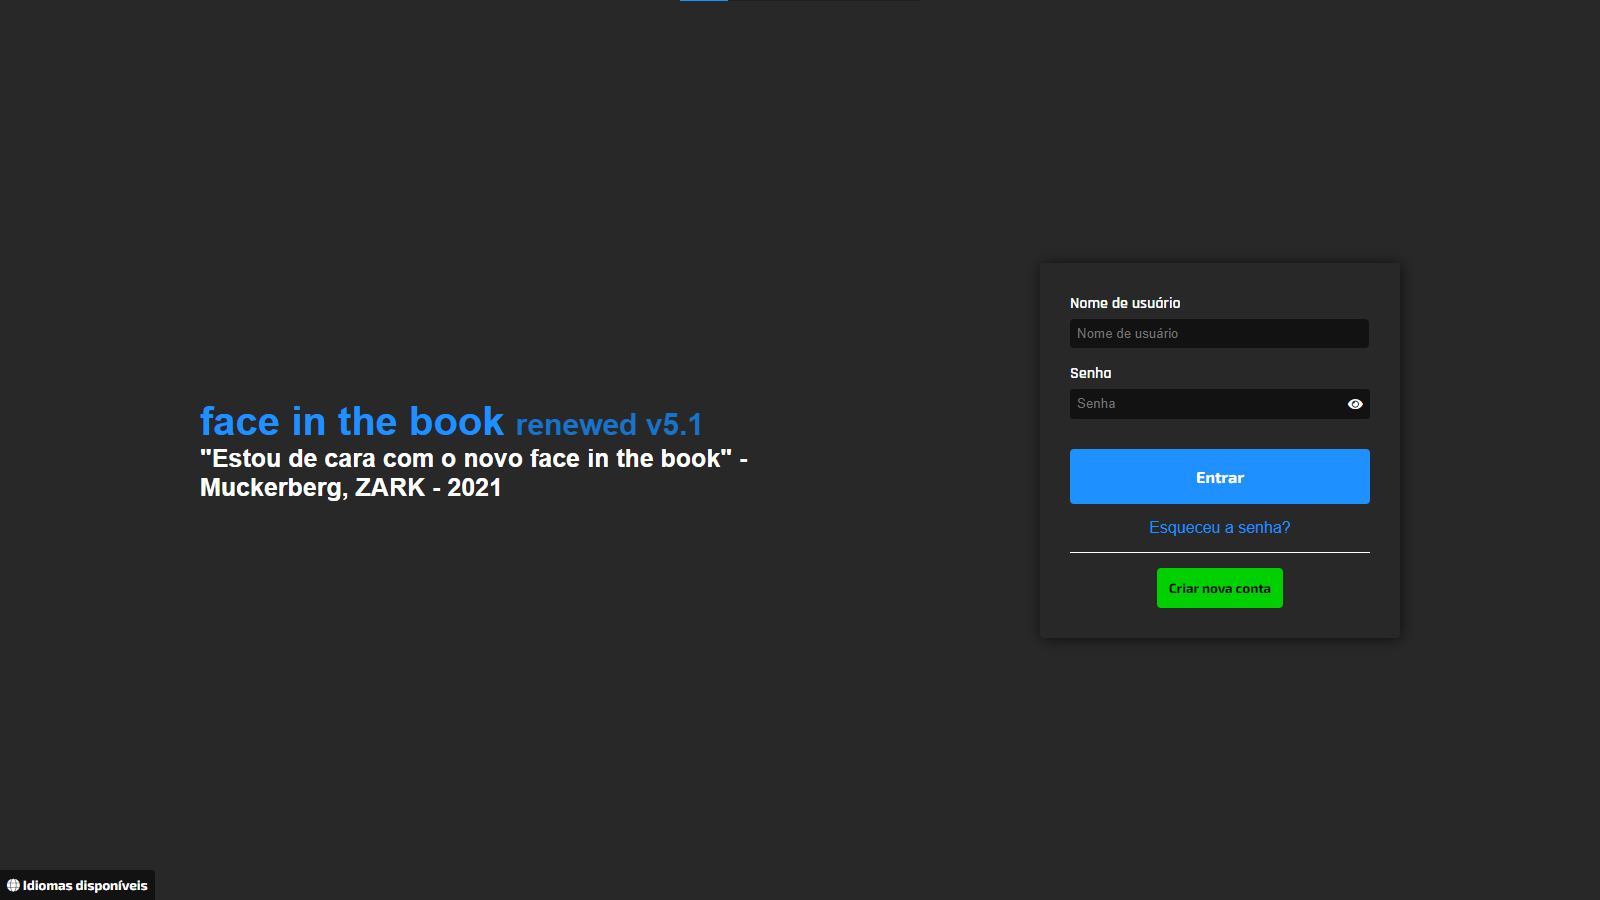 face in the book renewed v5.1
"Estou de cara com o novo face in the book" -
Muckerberg, ZARK - 2021
Nome de usuário
Nome de usuário
Senha
Senha
Entrar
Esqueceu a senha?
Criar nova conta
Idiomas disponíveis